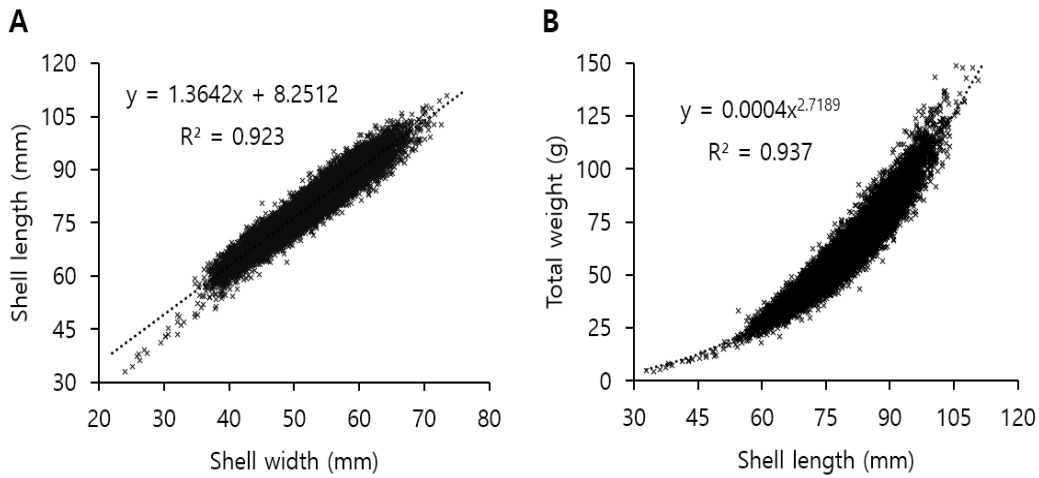 A
y = 1.3642x + 8.2512
R² = 0.923
Shell length (mm)
120
105
90
75
60
45
30
20 30 40 50 60 70 80
Shell width (mm)
B
y = 0.0004x^2.7189
R² = 0.937
Total weight (g)
150
125
100
75
50
25
0
30 45 60 75 90 105 120
Shell length (mm)